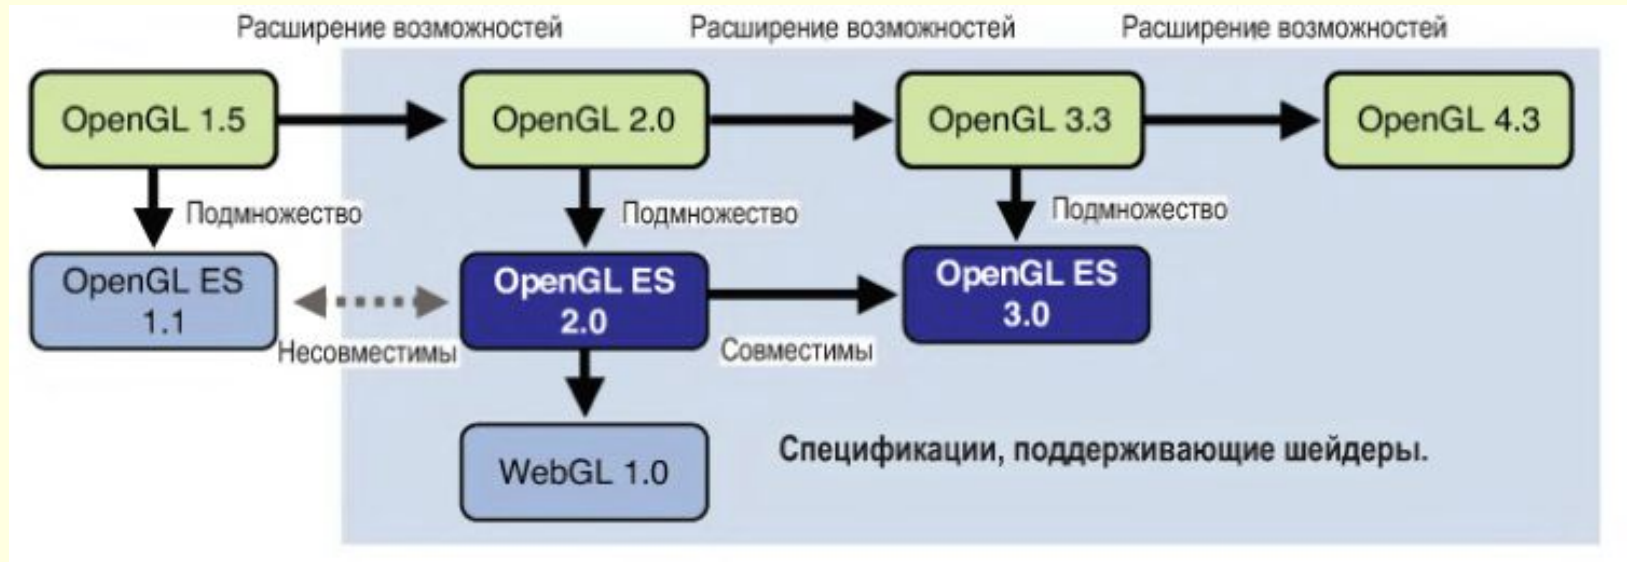 Расширение возможностей
Расширение возможностей
Расширение возможностей
OpenGL 1.5
OpenGL 2.0
OpenGL 3.3
OpenGL 4.3
Подмножество
Подмножество
Подмножество
OpenGL ES
1.1
OpenGL ES
2.0
OpenGL ES
3.0
Несовместимы
Совместимы
WebGL 1.0
Спецификации, поддерживающие шейдеры.